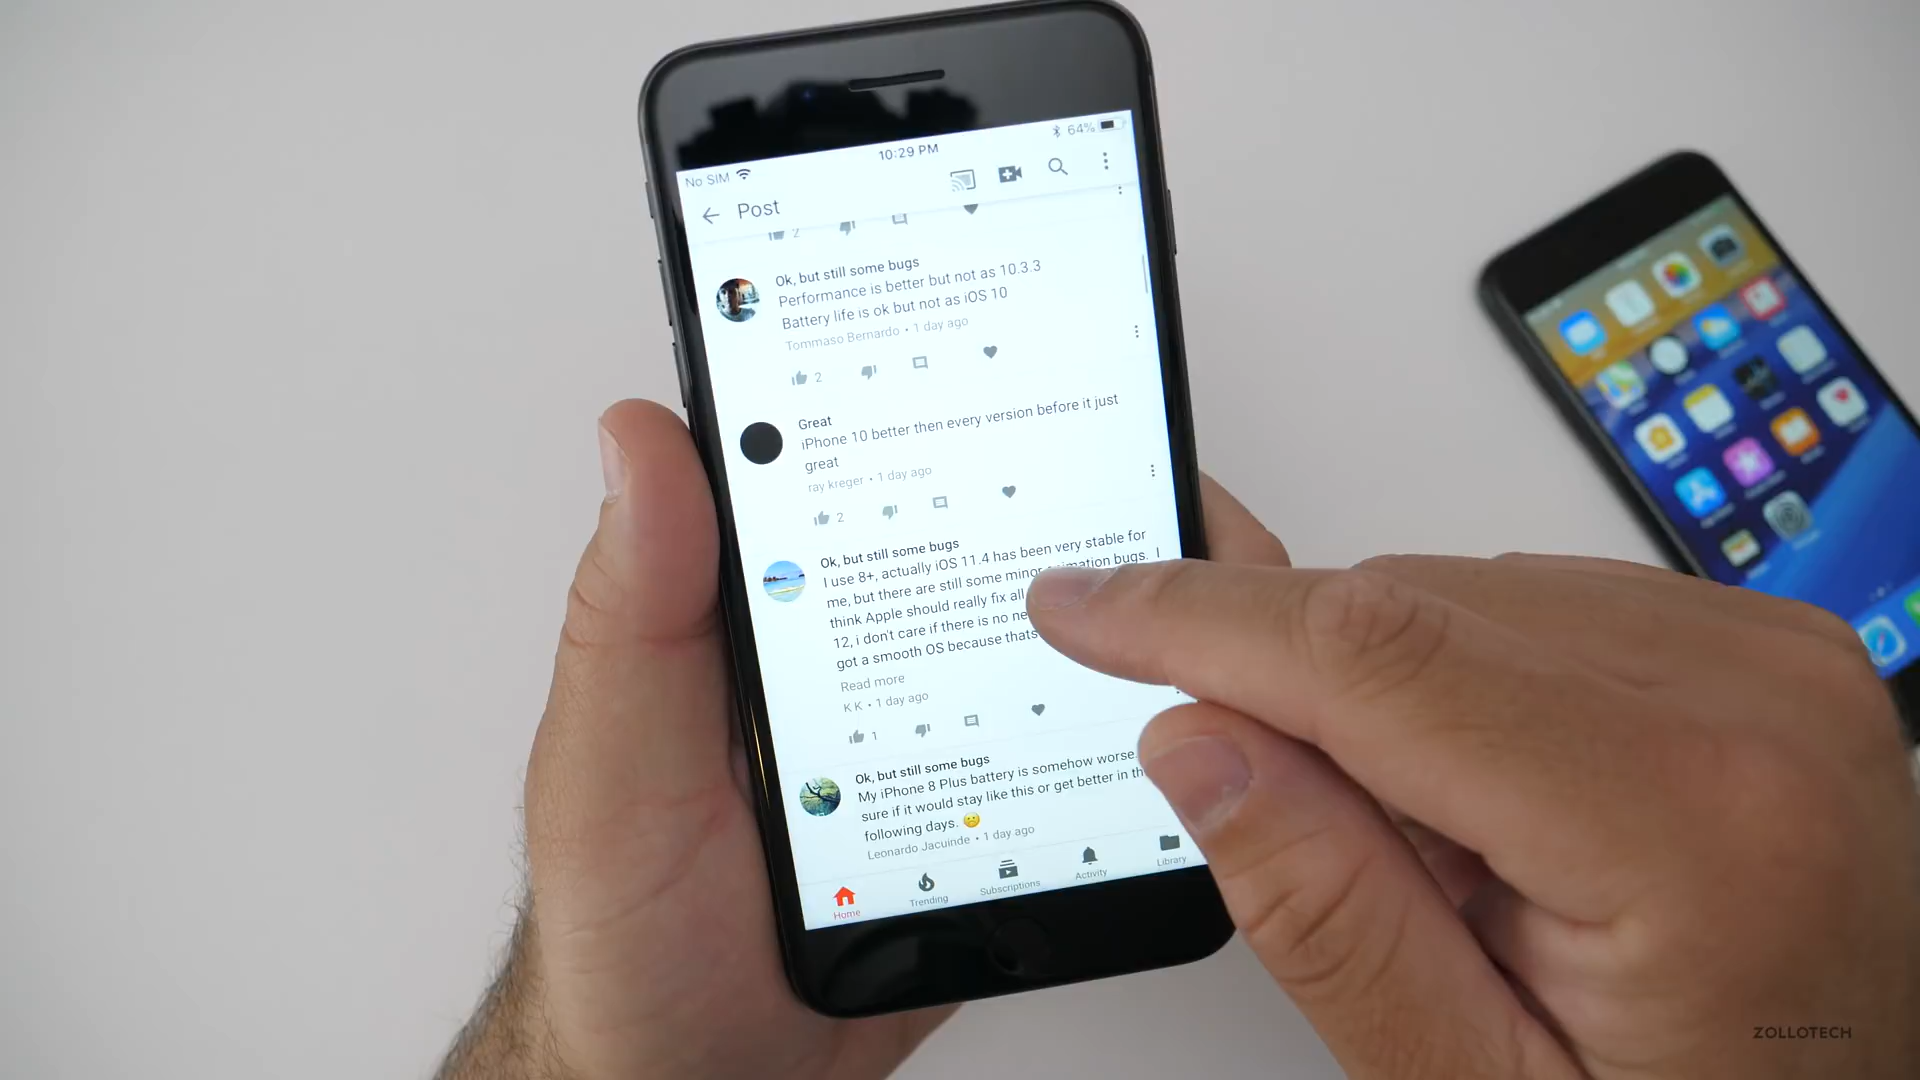 No SIM
10:29 PM
64%
Post
2
Ok, but still some bugs
Performance is better but not as 10.3.3
Battery life is ok but not as iOS 10
Tommaso Bernardo • 1 day ago
2
Great
iPhone 10 better then every version before it just
great
ray kreger • 1 day ago
2
Ok, but still some bugs
I use 8+, actually iOS 11.4 has been very stable for
me, but there are still some minor bugs. I
think Apple should really fix all
12, i don't care if there is no
got a smooth OS because thats
Read more
K K • 1 day ago
1
Ok, but still some bugs
My iPhone 8 Plus battery is somehow worse.
sure if it would stay like this or get better in
following days.
Leonardo Jacuinde • 1 day ago
Home
Trending
Subscriptions
Activity
Library
ZOLLOTECH